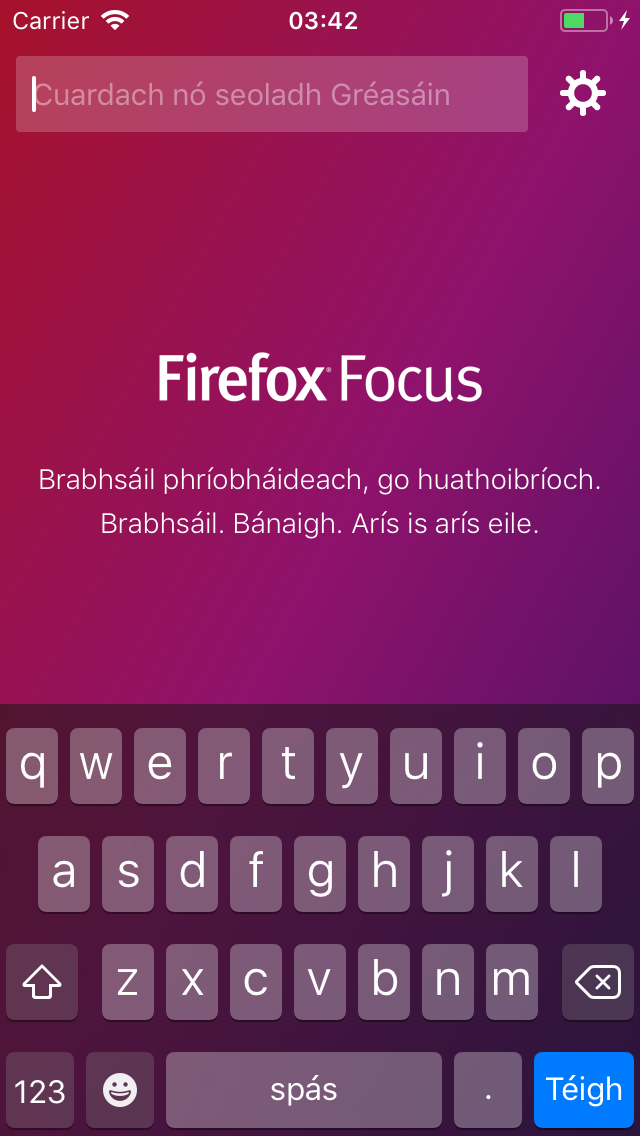 Carrier 03:42
Cuardach nó seoladh Gréasáin
Firefox® Focus
Brabhsáil phríobháideach, go huathoibríoch.
Brabhsáil. Bánaigh. Arís is arís eile.
q w e r t y u i o p
a s d f g h j k l
z x c v b n m
123 spás . Téigh